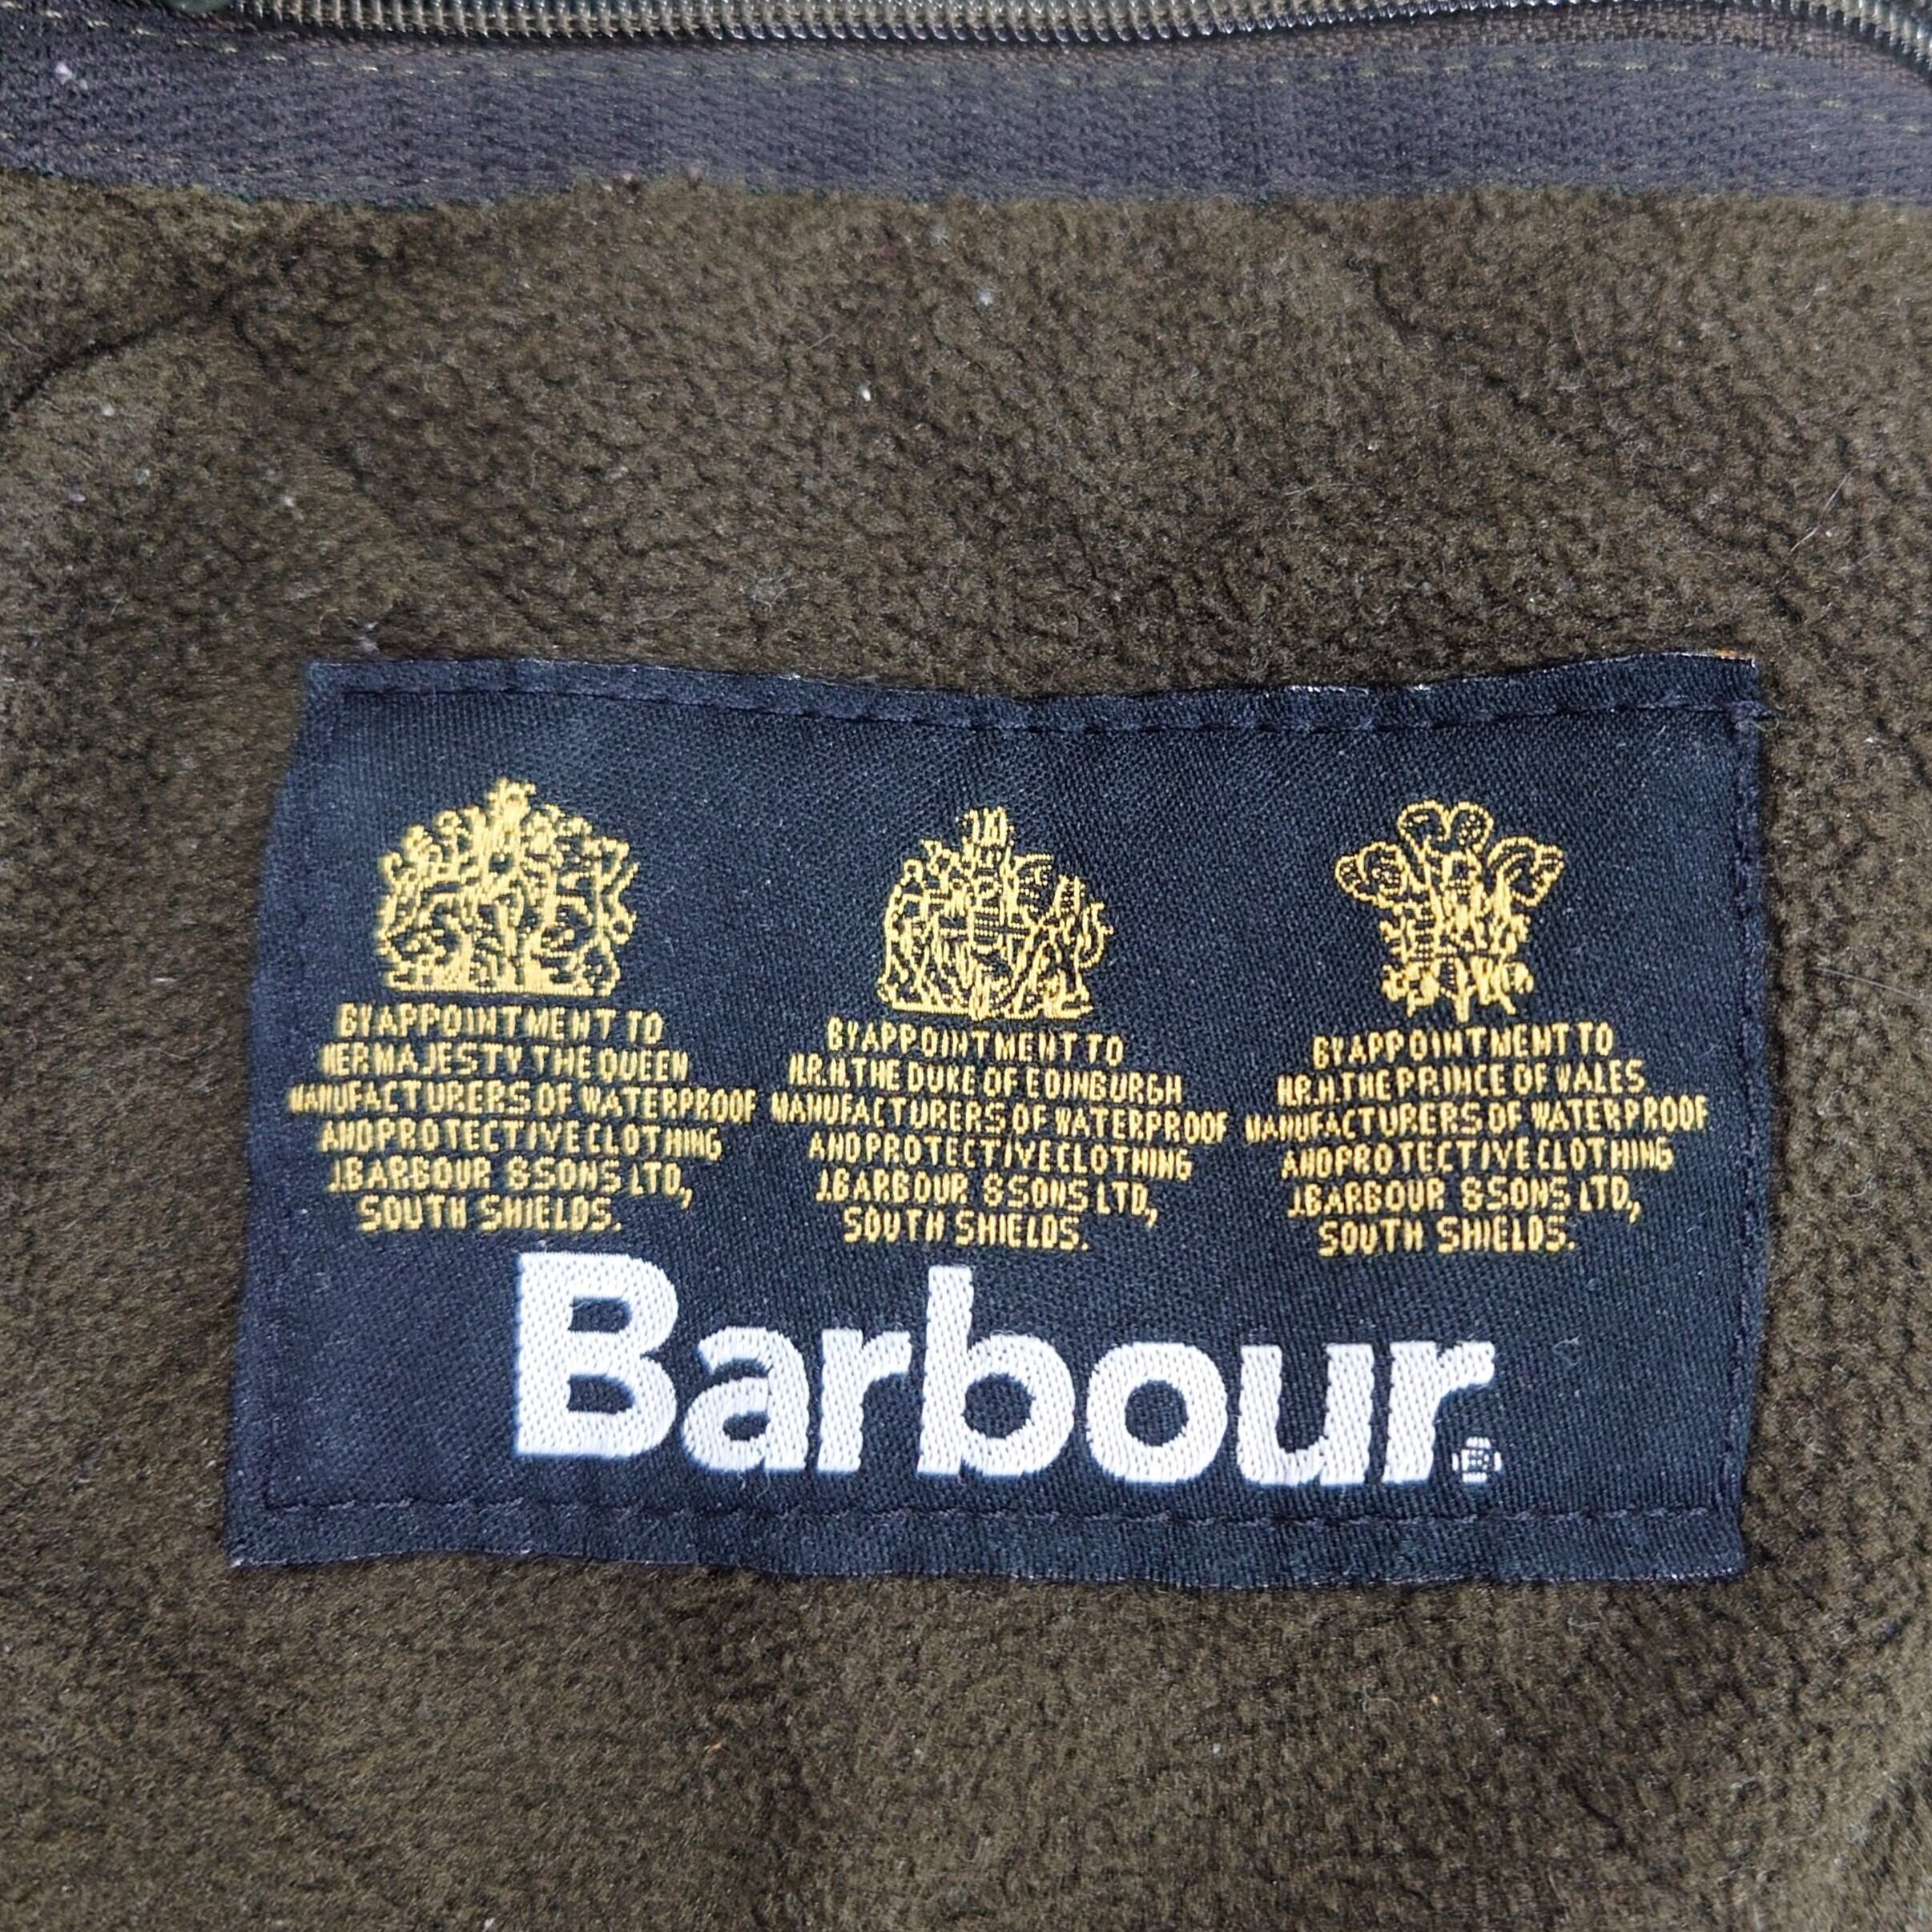 BY APPOINTMENT TO
HER MAJESTY THE QUEEN
MANUFACTURERS OF WATERPROOF
AND PROTECTIVE CLOTHING
J.BARBOUR & SONS LTD,
SOUTH SHIELDS.
BY APPOINTMENT TO
H.R.H. THE DUKE OF EDINBURGH
MANUFACTURERS OF WATERPROOF
AND PROTECTIVE CLOTHING
J.BARBOUR & SONS LTD,
SOUTH SHIELDS.
BY APPOINTMENT TO
H.R.H. THE PRINCE OF WALES
MANUFACTURERS OF WATERPROOF
AND PROTECTIVE CLOTHING
J.BARBOUR & SONS LTD,
SOUTH SHIELDS.
Barbour®